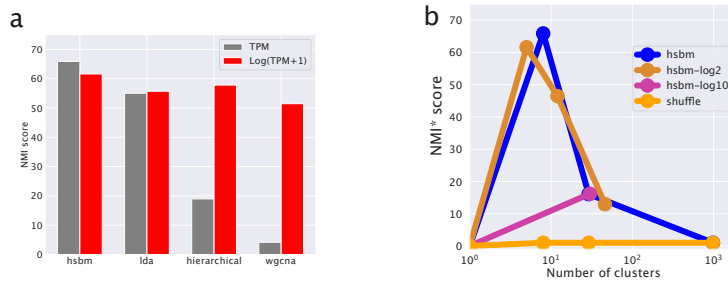 a
TPM
Log(TPM+1)
NMI score
70
60
50
40
30
20
10
0
hsbm
lda
hierarchical
wgcna
b
hsbm
hsbm-log2
hsbm-log10
shuffle
NMI* score
70
60
50
40
30
20
10
0
10⁰
10¹
10²
10³
Number of clusters